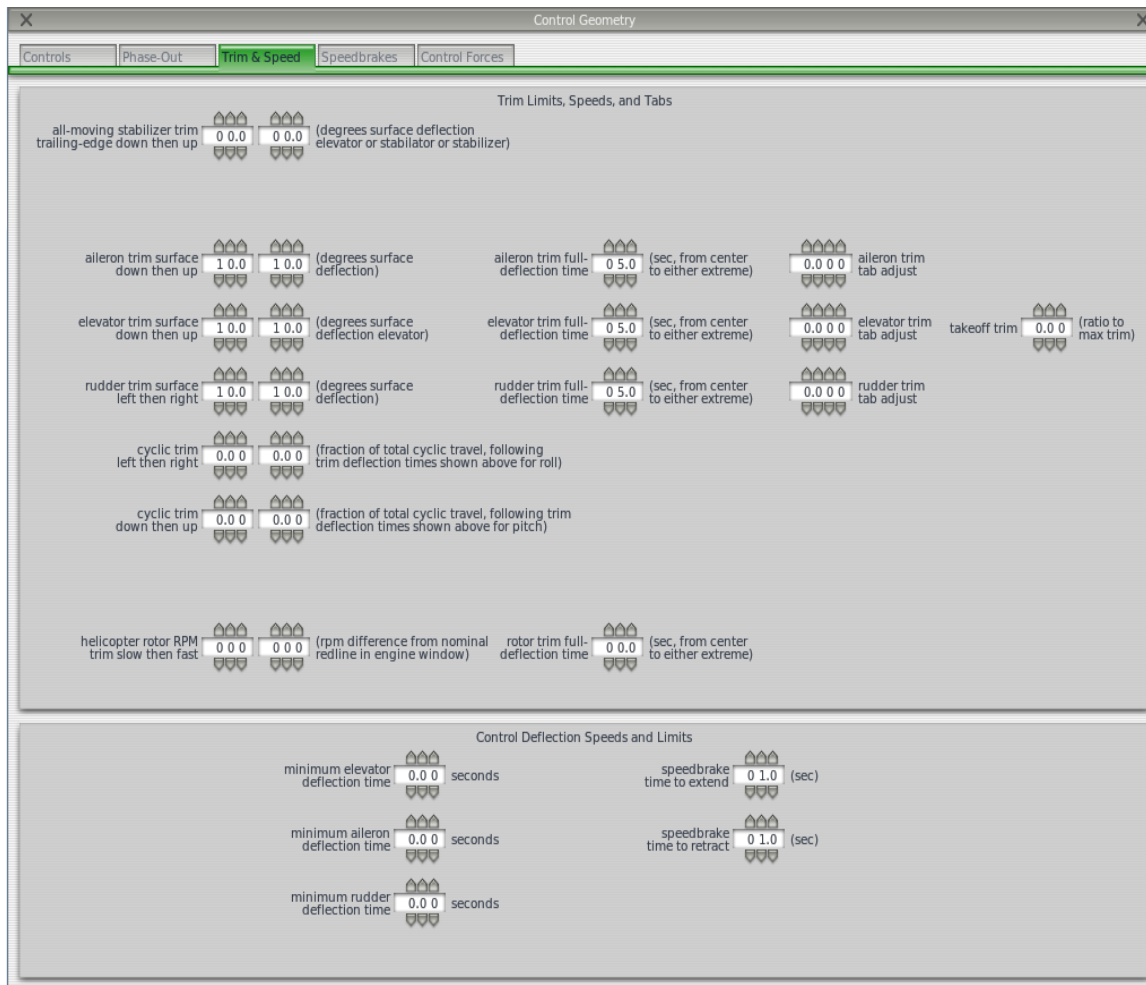 Control Geometry
Controls
Phase-Out
Trim & Speed
Speedbrakes
Control Forces
Trim Limits, Speeds, and Tabs
all-moving stabilizer trim
trailing-edge down then up
0 0.0
0 0.0
(degrees surface deflection
elevator or stabilator or stabilizer)
aileron trim surface
down then up
1 0.0
1 0.0
(degrees surface
deflection)
aileron trim full-
deflection time
0 5.0
(sec, from center
to either extreme)
0.0 0 0
aileron trim
tab adjust
elevator trim surface
down then up
1 0.0
1 0.0
(degrees surface
deflection elevator)
elevator trim full-
deflection time
0 5.0
(sec, from center
to either extreme)
0.0 0 0
elevator trim
tab adjust
takeoff trim
0.0 0
(ratio to
max trim)
rudder trim surface
left then right
1 0.0
1 0.0
(degrees surface
deflection)
rudder trim full-
deflection time
0 5.0
(sec, from center
to either extreme)
0.0 0 0
rudder trim
tab adjust
cyclic trim
left then right
0.0 0
0.0 0
(fraction of total cyclic travel, following
trim deflection times shown above for roll)
cyclic trim
down then up
0.0 0
0.0 0
(fraction of total cyclic travel, following trim
deflection times shown above for pitch)
helicopter rotor RPM
trim slow then fast
0 0 0
0 0 0
(rpm difference from nominal
redline in engine window)
rotor trim full-
deflection time
0 0.0
(sec, from center
to either extreme)
Control Deflection Speeds and Limits
minimum elevator
deflection time
0.0 0
seconds
speedbrake
time to extend
0 1.0
(sec)
minimum aileron
deflection time
0.0 0
seconds
speedbrake
time to retract
0 1.0
(sec)
minimum rudder
deflection time
0.0 0
seconds